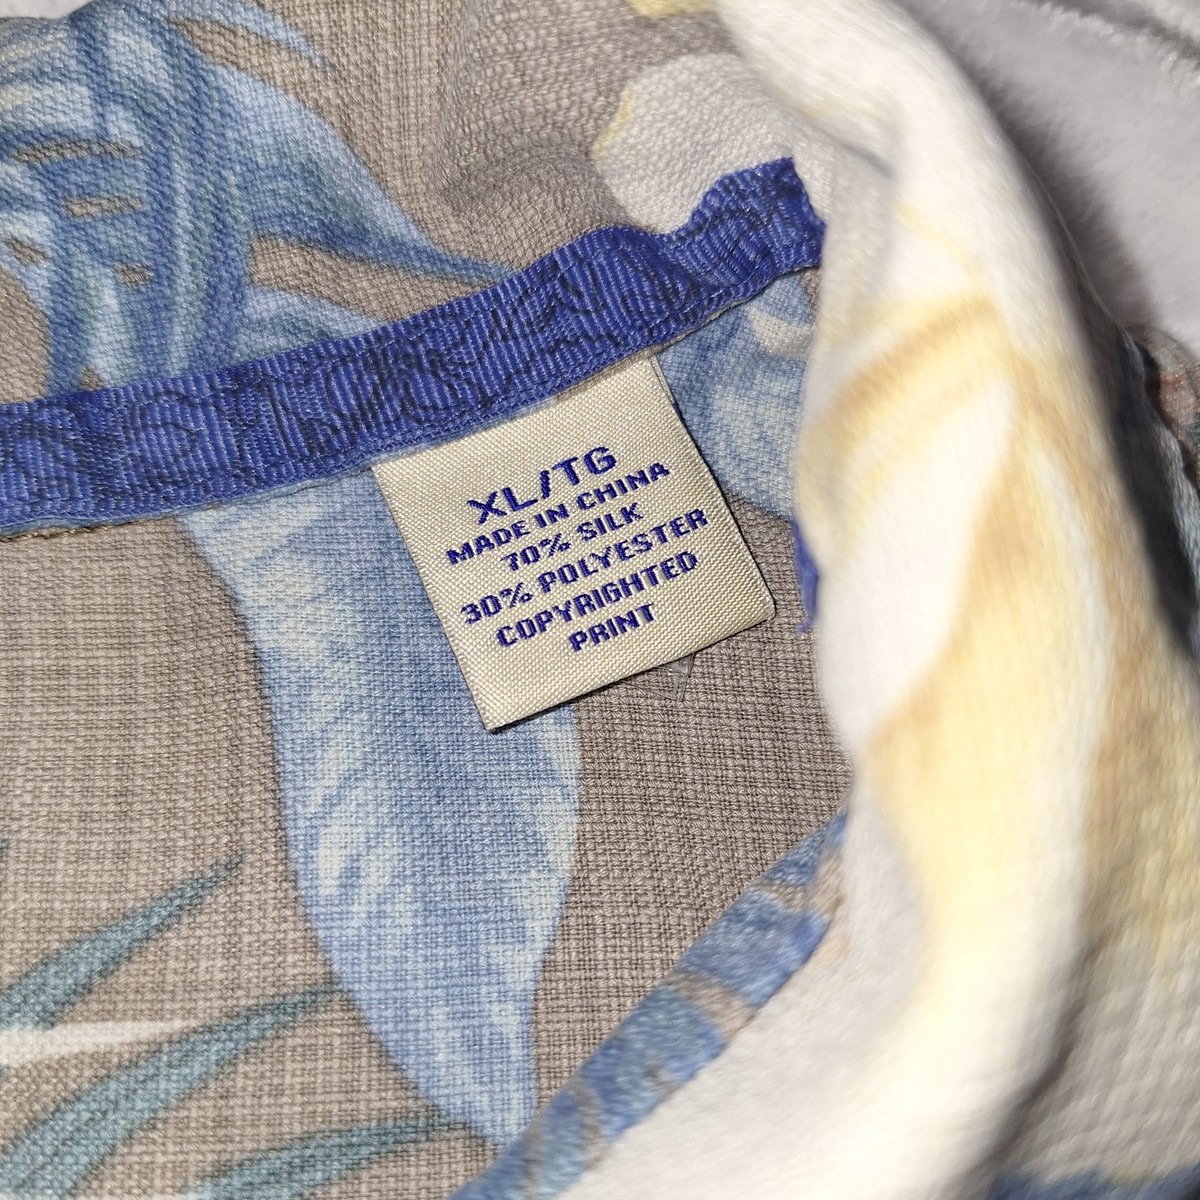 XL/TG
MADE IN CHINA
70% SILK
30% POLYESTER
COPYRIGHTED
PRINT